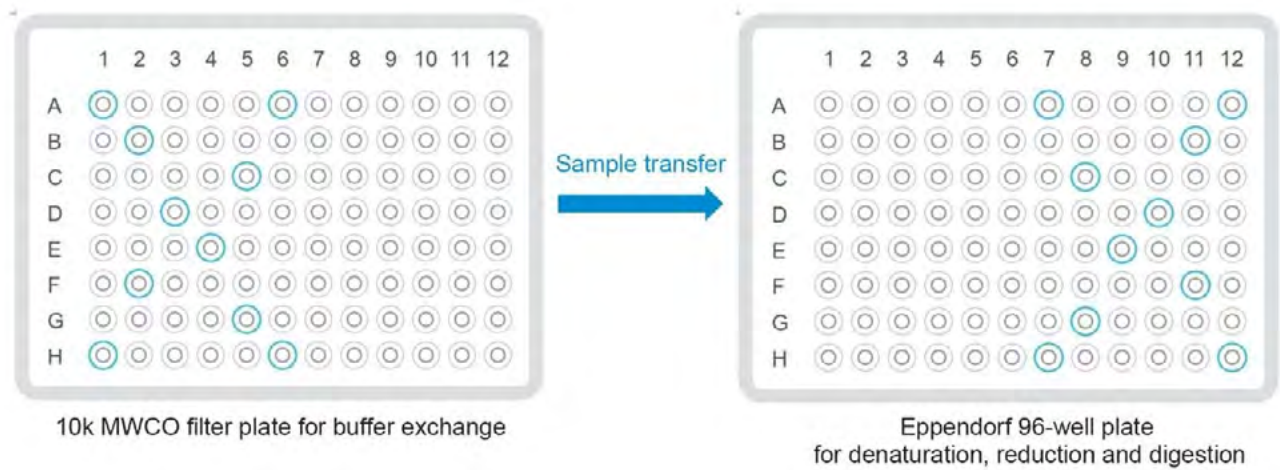 1 2 3 4 5 6 7 8 9 10 11 12
A
B
C
D
E
F
G
H
10k MWCO filter plate for buffer exchange
Sample transfer
1 2 3 4 5 6 7 8 9 10 11 12
A
B
C
D
E
F
G
H
Eppendorf 96-well plate
for denaturation, reduction and digestion